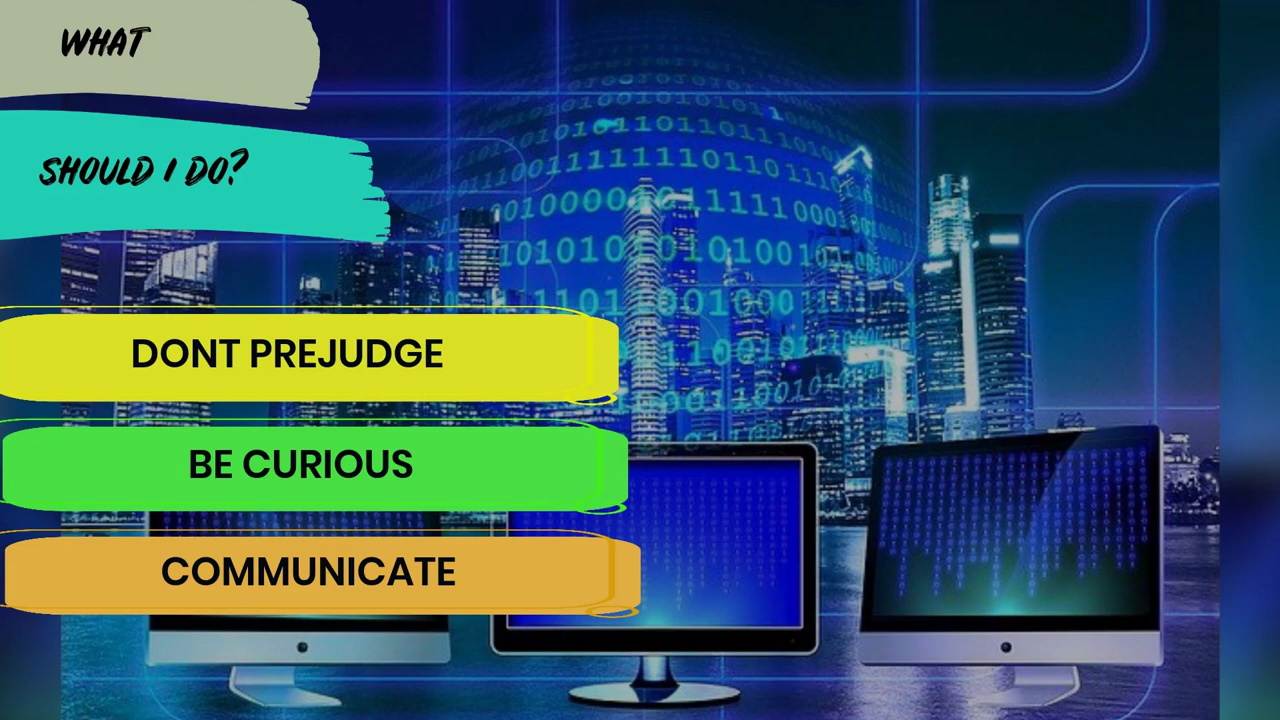 WHAT
SHOULD I DO?
DONT PREJUDGE
BE CURIOUS
COMMUNICATE